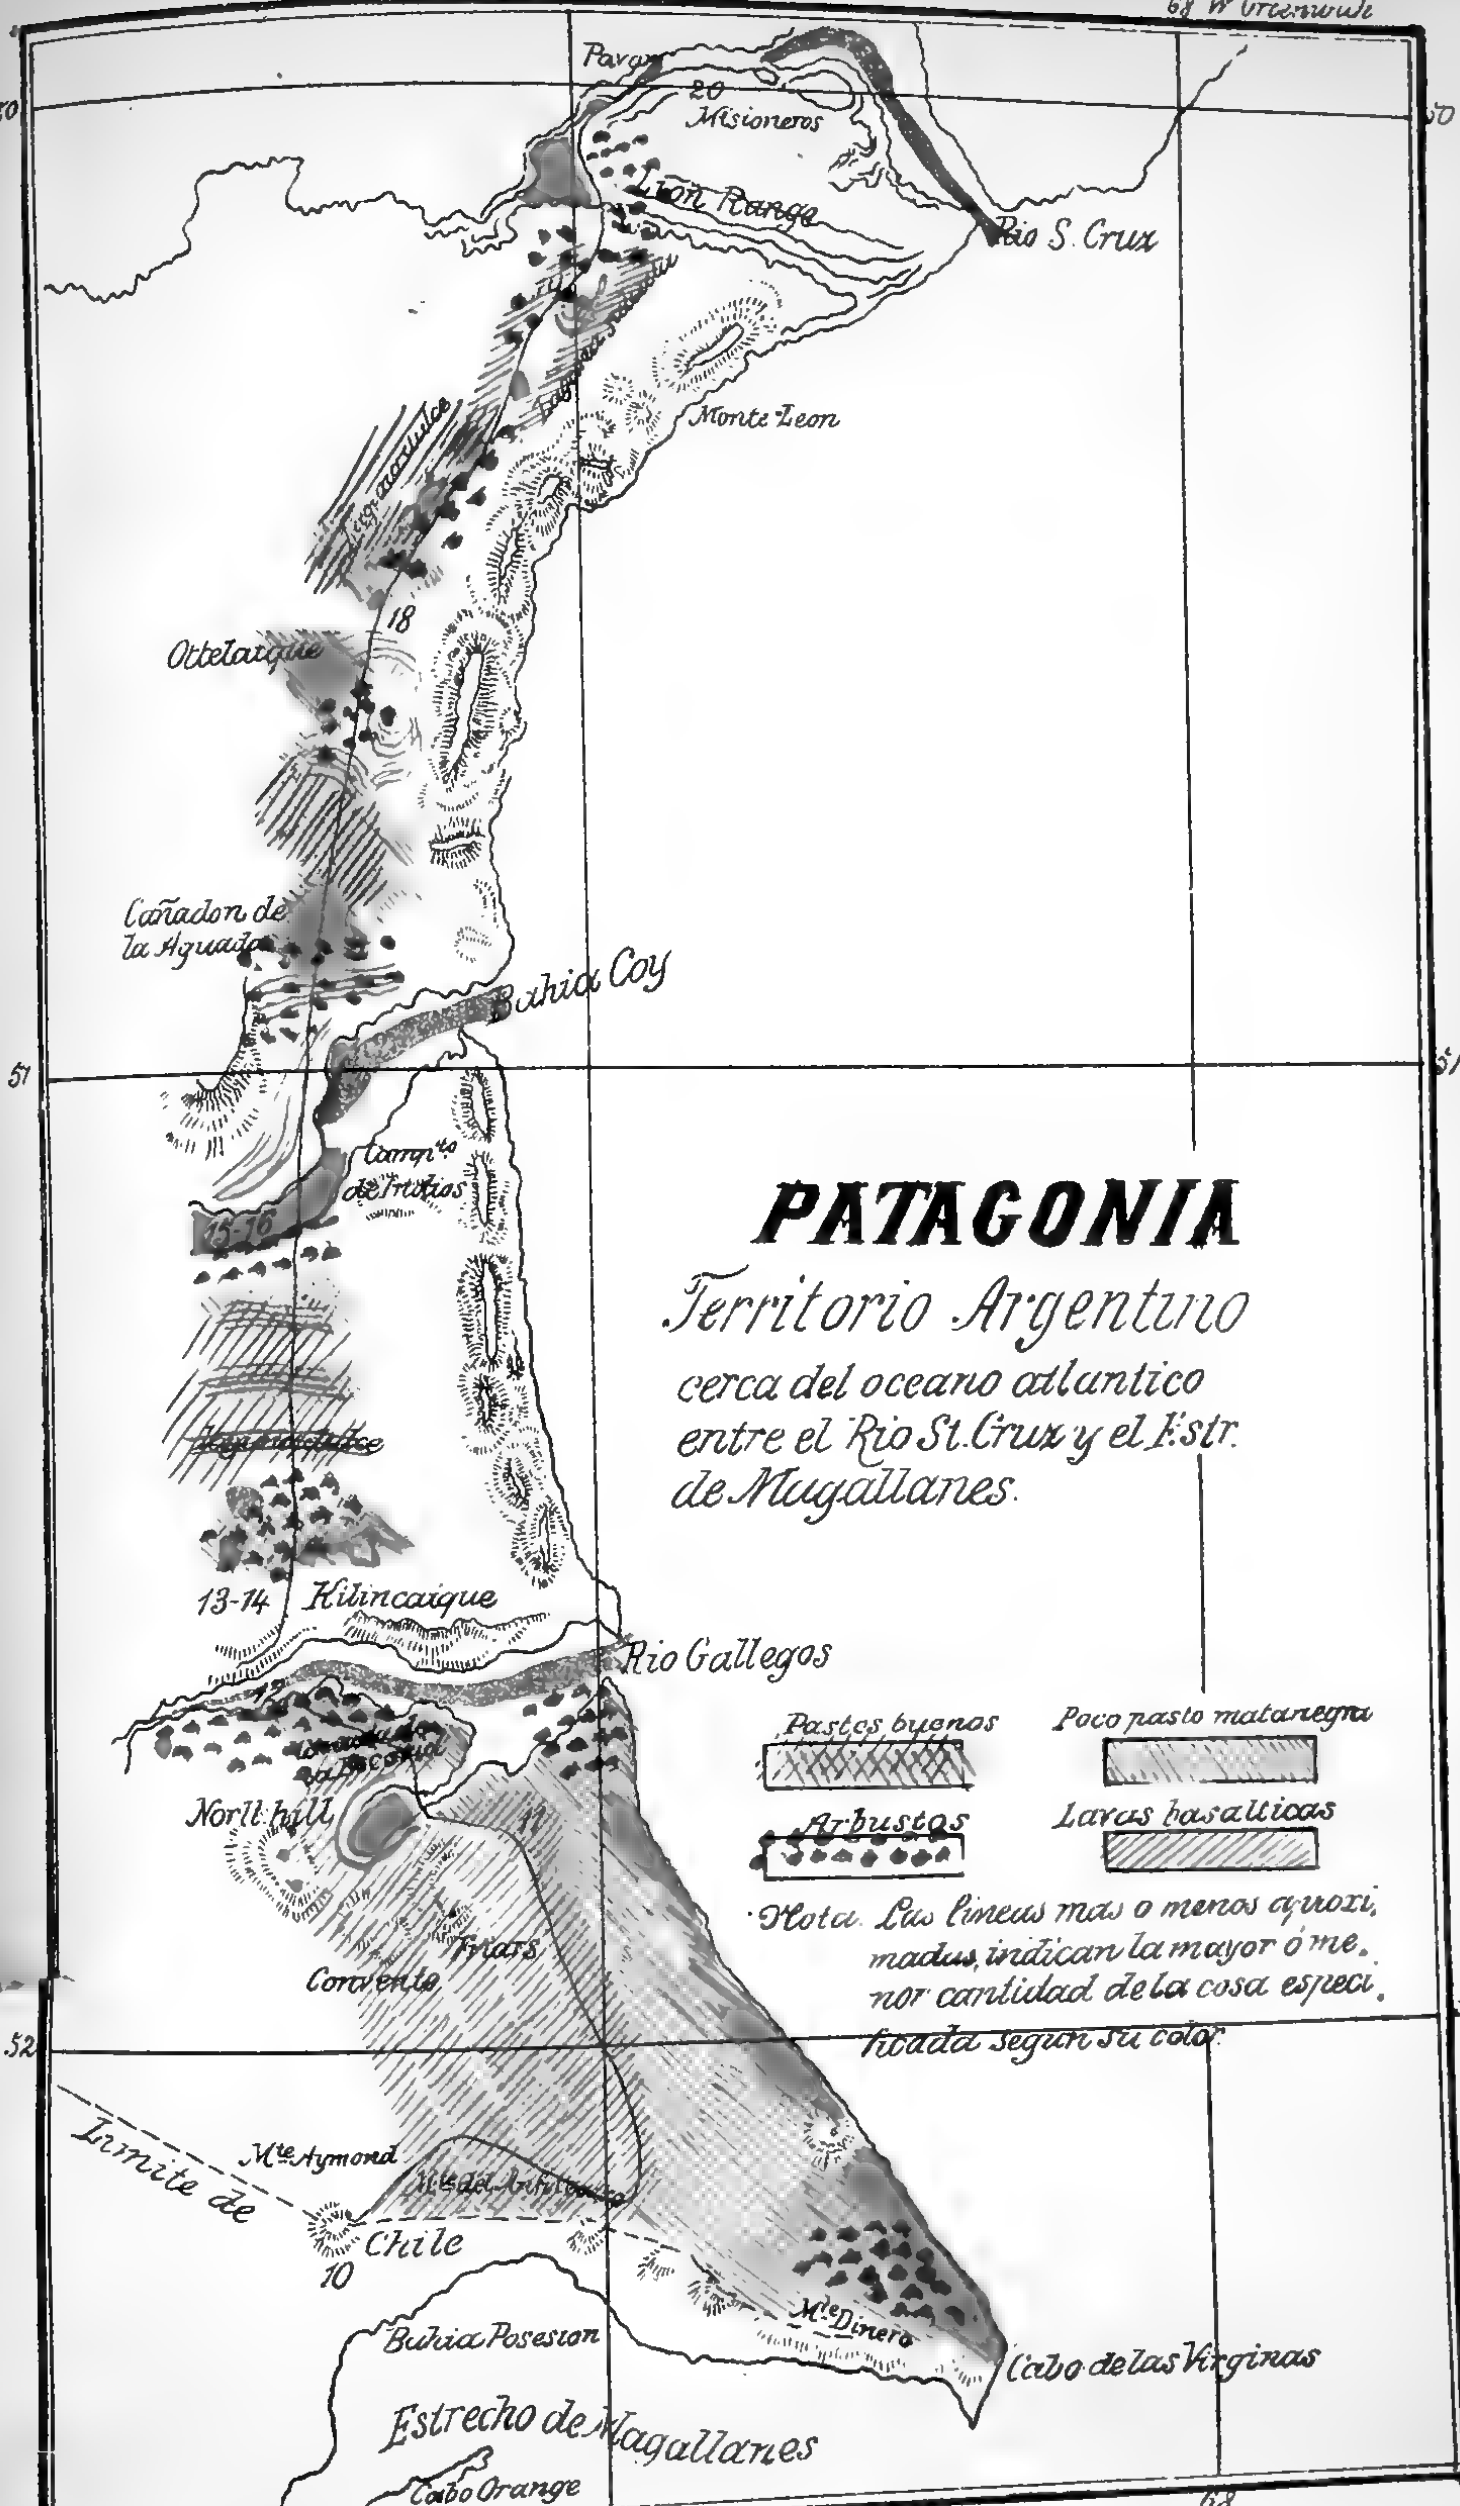 68 W Greenwich
Pavon
50
20
50
Misioneros
Lion Range
Rio S. Cruz
Monte Leon
18
Ottelaique
Cañadon de
la Aguada
Bahia Coy
51
51
Camp.to
de Indios
15-16
PATAGONIA
Territorio Argentino
cerca del oceano atlantico
entre el Rio St. Cruz y el Estr.
de Magallanes.
13-14
Kilincaique
Rio Gallegos
12
Pastos buenos
Poco pasto matanegra
North hill
11
Arbustos
Lavas basalticas
Nota. Las lineas mas o menos aproxi.
madas, indican la mayor ó me.
nor cantidad de la cosa especi.
ficada segun su color.
Friars
Convento
52
Limite de
Mte Aymond
Chile
10
Mte Dinero
Bahia Posesion
Cabo de las Virginas
Estrecho de Magallanes
Cabo Orange
68